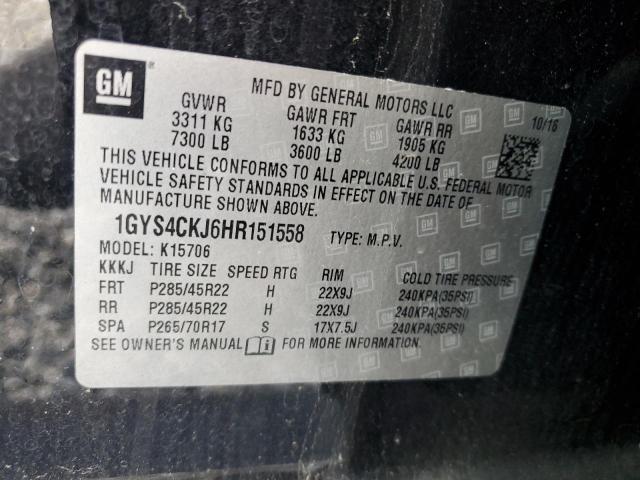 GM
MFD BY GENERAL MOTORS LLC
GVWR GAWR FRT GAWR RR 10/16
3311 KG 1633 KG 1905 KG
7300 LB 3600 LB 4200 LB
THIS VEHICLE CONFORMS TO ALL APPLICABLE U.S. FEDERAL MOTOR
VEHICLE SAFETY STANDARDS IN EFFECT ON THE DATE OF
MANUFACTURE SHOWN ABOVE.
1GYS4CKJ6HR151558 TYPE: M.P.V.
MODEL: K15706
KKKJ TIRE SIZE SPEED RTG RIM COLD TIRE PRESSURE
FRT P285/45R22 H 22X9J 240KPA(35PSI)
RR P285/45R22 H 22X9J 240KPA(35PSI)
SPA P265/70R17 S 17X7.5J 240KPA(35PSI)
SEE OWNER'S MANUAL FOR MORE INFORMATION.